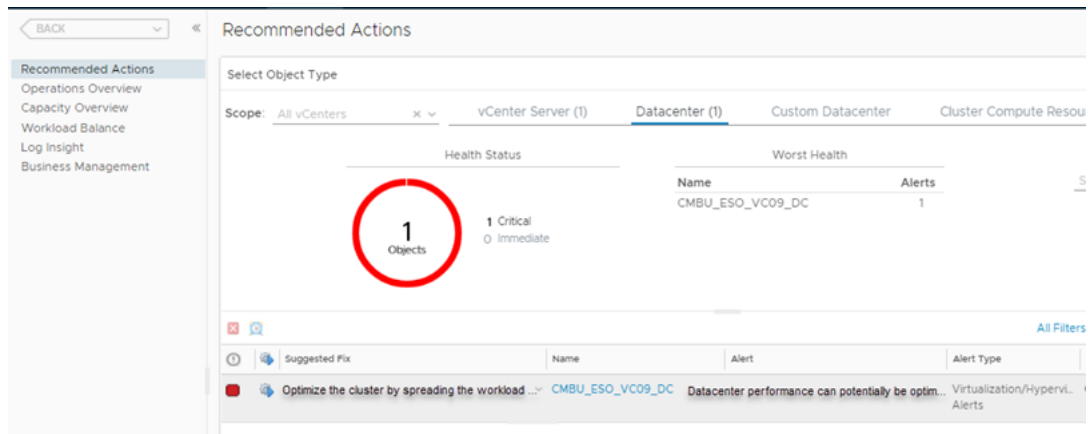 BACK
Recommended Actions
Operations Overview
Capacity Overview
Workload Balance
Log Insight
Business Management
Recommended Actions
Select Object Type
Scope: All vCenters vCenter Server (1) Datacenter (1) Custom Datacenter Cluster Compute Resou
Health Status
1
Objects
1 Critical
0 Immediate
Worst Health
Name Alerts
CMBU_ESO_VC09_DC 1
S
All Filters
Suggested Fix Name Alert Alert Type
Optimize the cluster by spreading the workload ... CMBU_ESO_VC09_DC Datacenter performance can potentially be optim... Virtualization/Hypervi..
Alerts